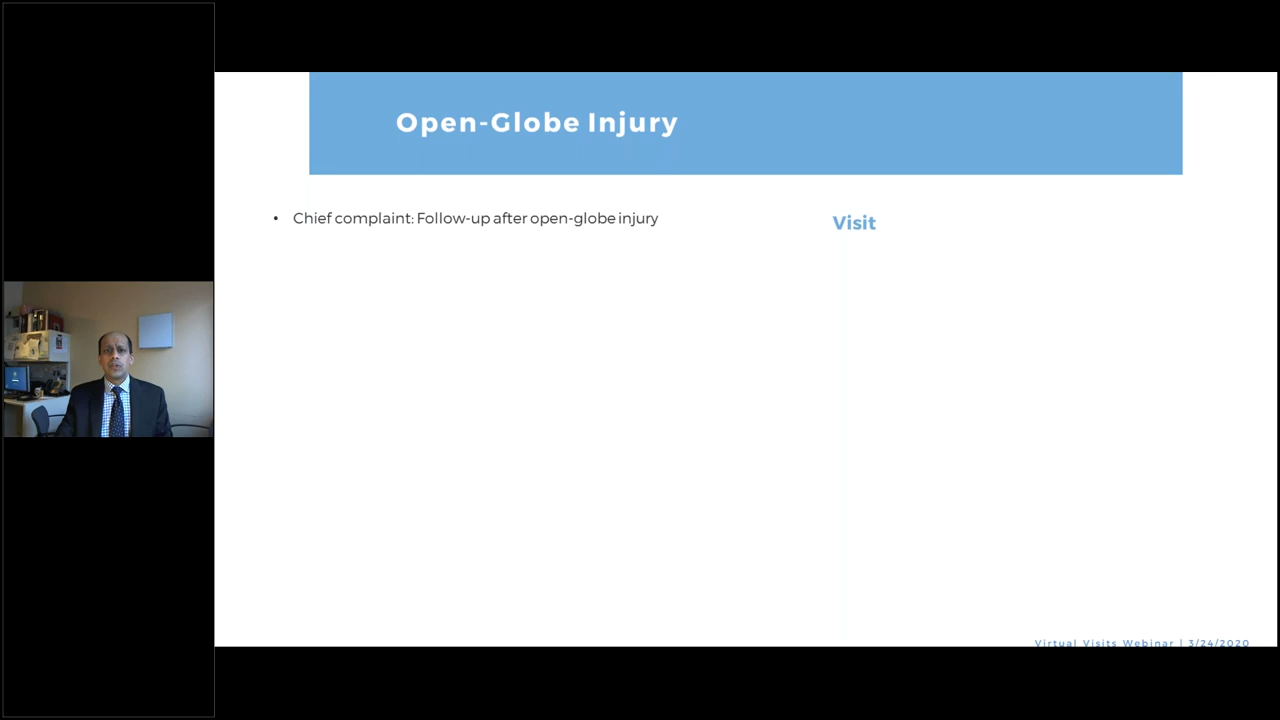 Open-Globe Injury
• Chief complaint: Follow-up after open-globe injury
Visit
Virtual Visits Webinar | 3/24/2020